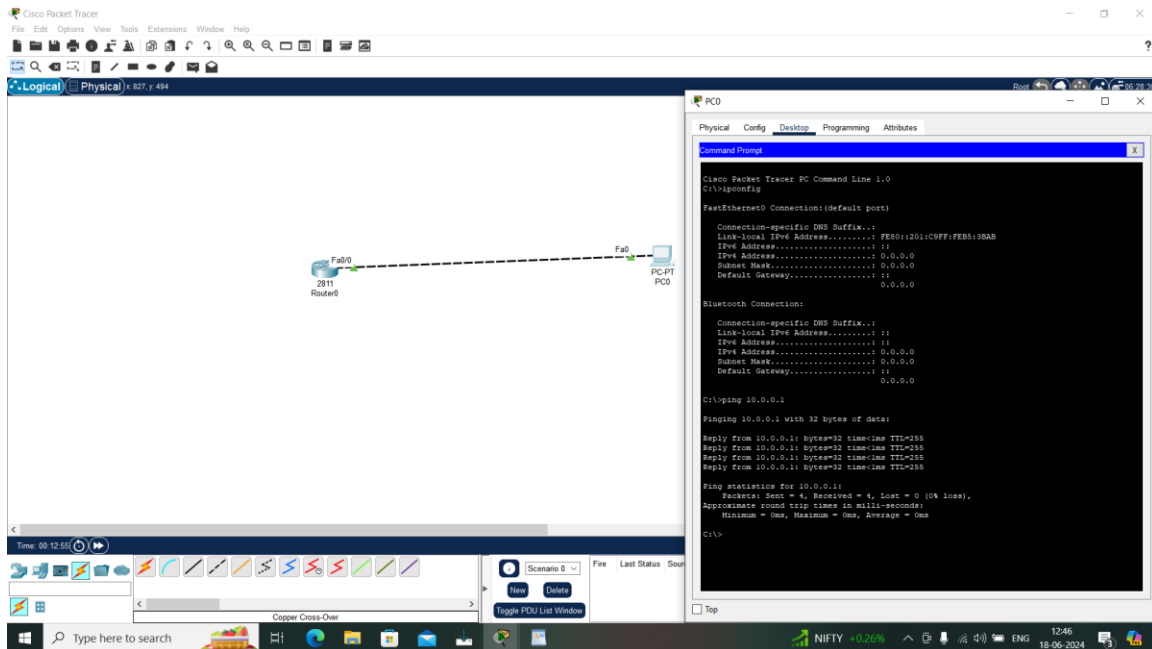 Cisco Packet Tracer
File Edit Options View Tools Extensions Window Help
?
Logical Physical x: 827, y: 494
Root 06:28:3
PC0
Physical Config Desktop Programming Attributes
Command Prompt X
Cisco Packet Tracer PC Command Line 1.0
C:\>ipconfig
FastEthernet0 Connection:(default port)
Connection-specific DNS Suffix..:
Link-local IPv6 Address.........: FE80::201:C9FF:FEB5:3BAB
IPv6 Address....................: ::
IPv4 Address....................: 0.0.0.0
Subnet Mask.....................: 0.0.0.0
Default Gateway.................: ::
0.0.0.0
Bluetooth Connection:
Connection-specific DNS Suffix..:
Link-local IPv6 Address.........: ::
IPv6 Address....................: ::
IPv4 Address....................: 0.0.0.0
Subnet Mask.....................: 0.0.0.0
Default Gateway.................: ::
0.0.0.0
C:\>ping 10.0.0.1
Pinging 10.0.0.1 with 32 bytes of data:
Reply from 10.0.0.1: bytes=32 time<1ms TTL=255
Reply from 10.0.0.1: bytes=32 time<1ms TTL=255
Reply from 10.0.0.1: bytes=32 time<1ms TTL=255
Reply from 10.0.0.1: bytes=32 time<1ms TTL=255
Ping statistics for 10.0.0.1:
Packets: Sent = 4, Received = 4, Lost = 0 (0% loss),
Approximate round trip times in milli-seconds:
Minimum = 0ms, Maximum = 0ms, Average = 0ms
C:\>
Top
Fa0/0
2811
Router0
Fa0
PC-PT
PC0
Time: 00:12:55
Scenario 0
New Delete
Toggle PDU List Window
Fire Last Status Sour
Copper Cross-Over
Type here to search
NIFTY +0.26%
ENG
12:46
18-06-2024
3